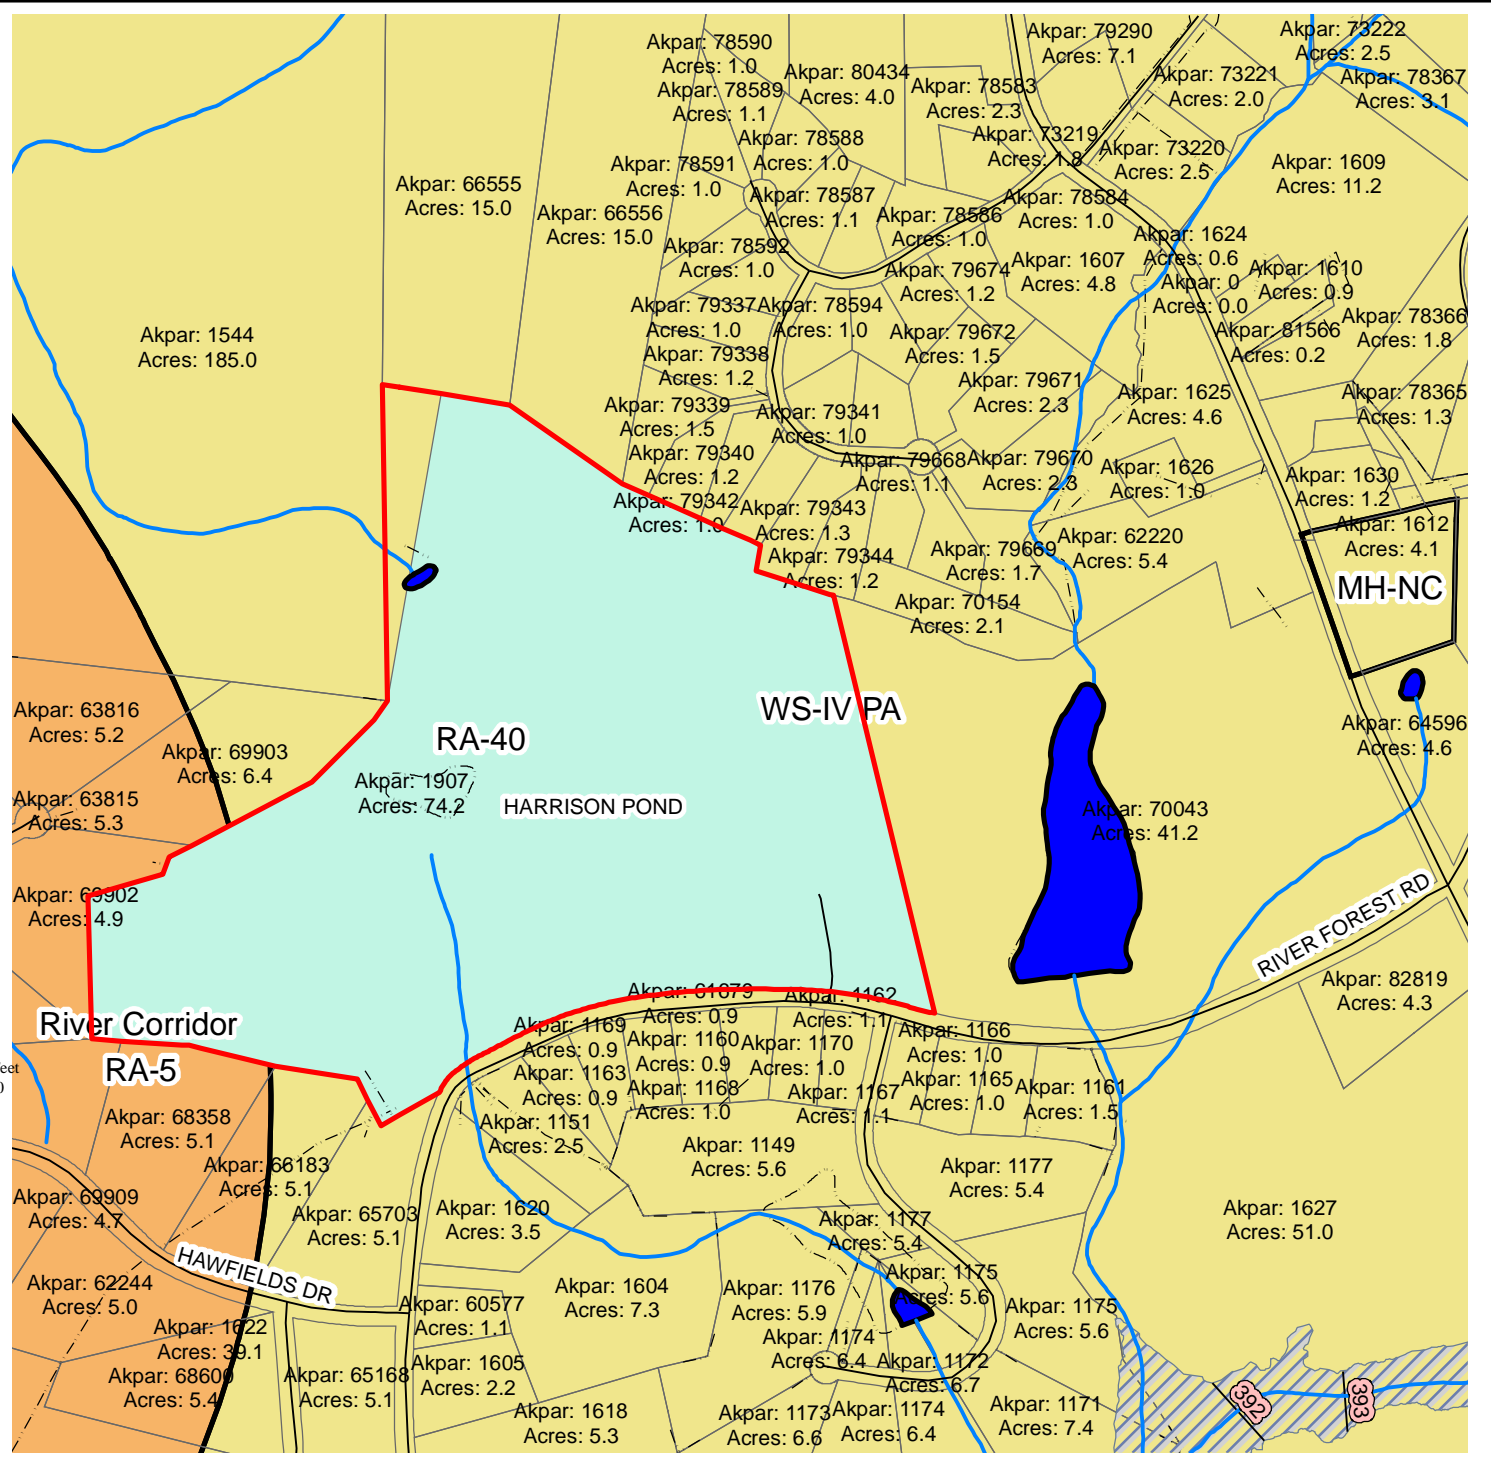 Akpar: 78590
Acres: 1.0
Akpar: 79290
Acres: 7.1
Akpar: 73222
Acres: 2.5
Akpar: 80434
Acres: 4.0
Akpar: 78583
Acres: 2.3
Akpar: 73221
Acres: 2.0
Akpar: 78367
Acres: 3.1
Akpar: 78589
Acres: 1.1
Akpar: 78588
Acres: 1.0
Akpar: 73219
Acres: 1.8
Akpar: 73220
Acres: 2.5
Akpar: 1609
Acres: 11.2
Akpar: 66555
Acres: 15.0
Akpar: 78591
Acres: 1.0
Akpar: 78587
Acres: 1.1
Akpar: 78584
Acres: 1.0
Akpar: 66556
Acres: 15.0
Akpar: 78586
Acres: 1.0
Akpar: 1624
Acres: 0.6
Akpar: 78592
Acres: 1.0
Akpar: 79674
Acres: 1.2
Akpar: 1607
Acres: 4.8
Akpar: 0
Acres: 0.0
Akpar: 1610
Acres: 0.9
Akpar: 1544
Acres: 185.0
Akpar: 79337
Acres: 1.0
Akpar: 78594
Acres: 1.0
Akpar: 79672
Acres: 1.5
Akpar: 81566
Acres: 0.2
Akpar: 78366
Acres: 1.8
Akpar: 79338
Acres: 1.2
Akpar: 79671
Acres: 2.3
Akpar: 1625
Acres: 4.6
Akpar: 78365
Acres: 1.3
Akpar: 79339
Acres: 1.5
Akpar: 79341
Acres: 1.0
Akpar: 79340
Acres: 1.2
Akpar: 79668
Acres: 1.1
Akpar: 79670
Acres: 2.3
Akpar: 1626
Acres: 1.0
Akpar: 1630
Acres: 1.2
Akpar: 79342
Acres: 1.0
Akpar: 79343
Acres: 1.3
Akpar: 1612
Acres: 4.1
Akpar: 79344
Acres: 1.2
Akpar: 79669
Acres: 1.7
Akpar: 62220
Acres: 5.4
MH-NC
Akpar: 70154
Acres: 2.1
Akpar: 63816
Acres: 5.2
WS-IV PA
Akpar: 64596
Acres: 4.6
RA-40
Akpar: 69903
Acres: 6.4
Akpar: 1907
Acres: 74.2
HARRISON POND
Akpar: 63815
Acres: 5.3
Akpar: 70043
Acres: 41.2
Akpar: 69902
Acres: 4.9
RIVER FOREST RD
Akpar: 82819
Acres: 4.3
Akpar: 61679
Acres: 0.9
Akpar: 1162
Acres: 1.1
River Corridor
RA-5
Akpar: 1169
Acres: 0.9
Akpar: 1160
Acres: 0.9
Akpar: 1170
Acres: 1.0
Akpar: 1166
Acres: 1.0
Akpar: 1163
Acres: 0.9
Akpar: 1168
Acres: 1.0
Akpar: 1167
Acres: 1.1
Akpar: 1165
Acres: 1.0
Akpar: 1161
Acres: 1.5
Akpar: 68358
Acres: 5.1
Akpar: 1151
Acres: 2.5
Akpar: 1149
Acres: 5.6
Akpar: 66183
Acres: 5.1
Akpar: 1177
Acres: 5.4
Akpar: 69909
Acres: 4.7
Akpar: 65703
Acres: 5.1
Akpar: 1620
Acres: 3.5
Akpar: 1177
Acres: 5.4
Akpar: 1627
Acres: 51.0
HAWFIELDS DR
Akpar: 62244
Acres: 5.0
Akpar: 60577
Acres: 1.1
Akpar: 1604
Acres: 7.3
Akpar: 1176
Acres: 5.9
Akpar: 1175
Acres: 5.6
Akpar: 1175
Acres: 5.6
Akpar: 1622
Acres: 39.1
Akpar: 1174
Acres: 6.4
Akpar: 68600
Acres: 5.4
Akpar: 65168
Acres: 5.1
Akpar: 1605
Acres: 2.2
Akpar: 1172
Acres: 6.7
392
393
Akpar: 1618
Acres: 5.3
Akpar: 1173
Acres: 6.6
Akpar: 1174
Acres: 6.4
Akpar: 1171
Acres: 7.4